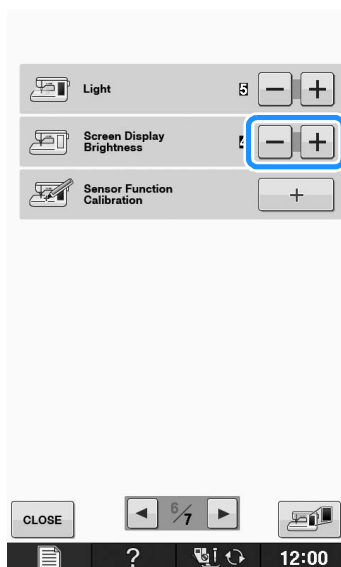 Light 5 − +
Screen Display
Brightness − +
Sensor Function
Calibration +
CLOSE 6/7
? 12:00